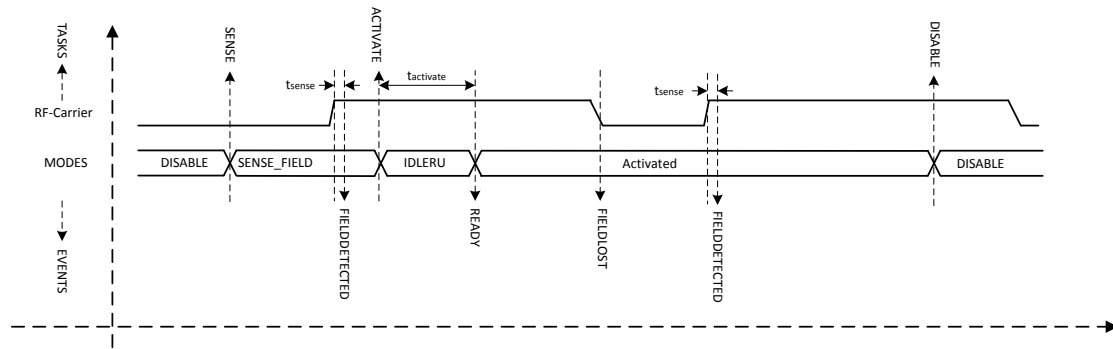 TASKS
SENSE
ACTIVATE
DISABLE
tsense
tactivate
tsense
RF-Carrier
MODES
DISABLE
SENSE_FIELD
IDLERU
Activated
DISABLE
EVENTS
FIELDDETECTED
READY
FIELDLOST
FIELDDETECTED